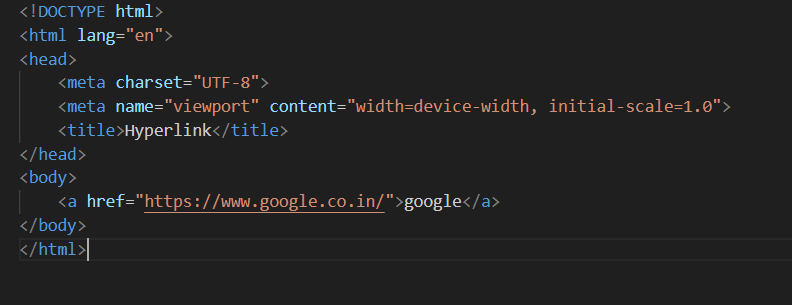 <!DOCTYPE html>
<html lang="en">
<head>
    <meta charset="UTF-8">
    <meta name="viewport" content="width=device-width, initial-scale=1.0">
    <title>Hyperlink</title>
</head>
<body>
    <a href="https://www.google.co.in/">google</a>
</body>
</html>